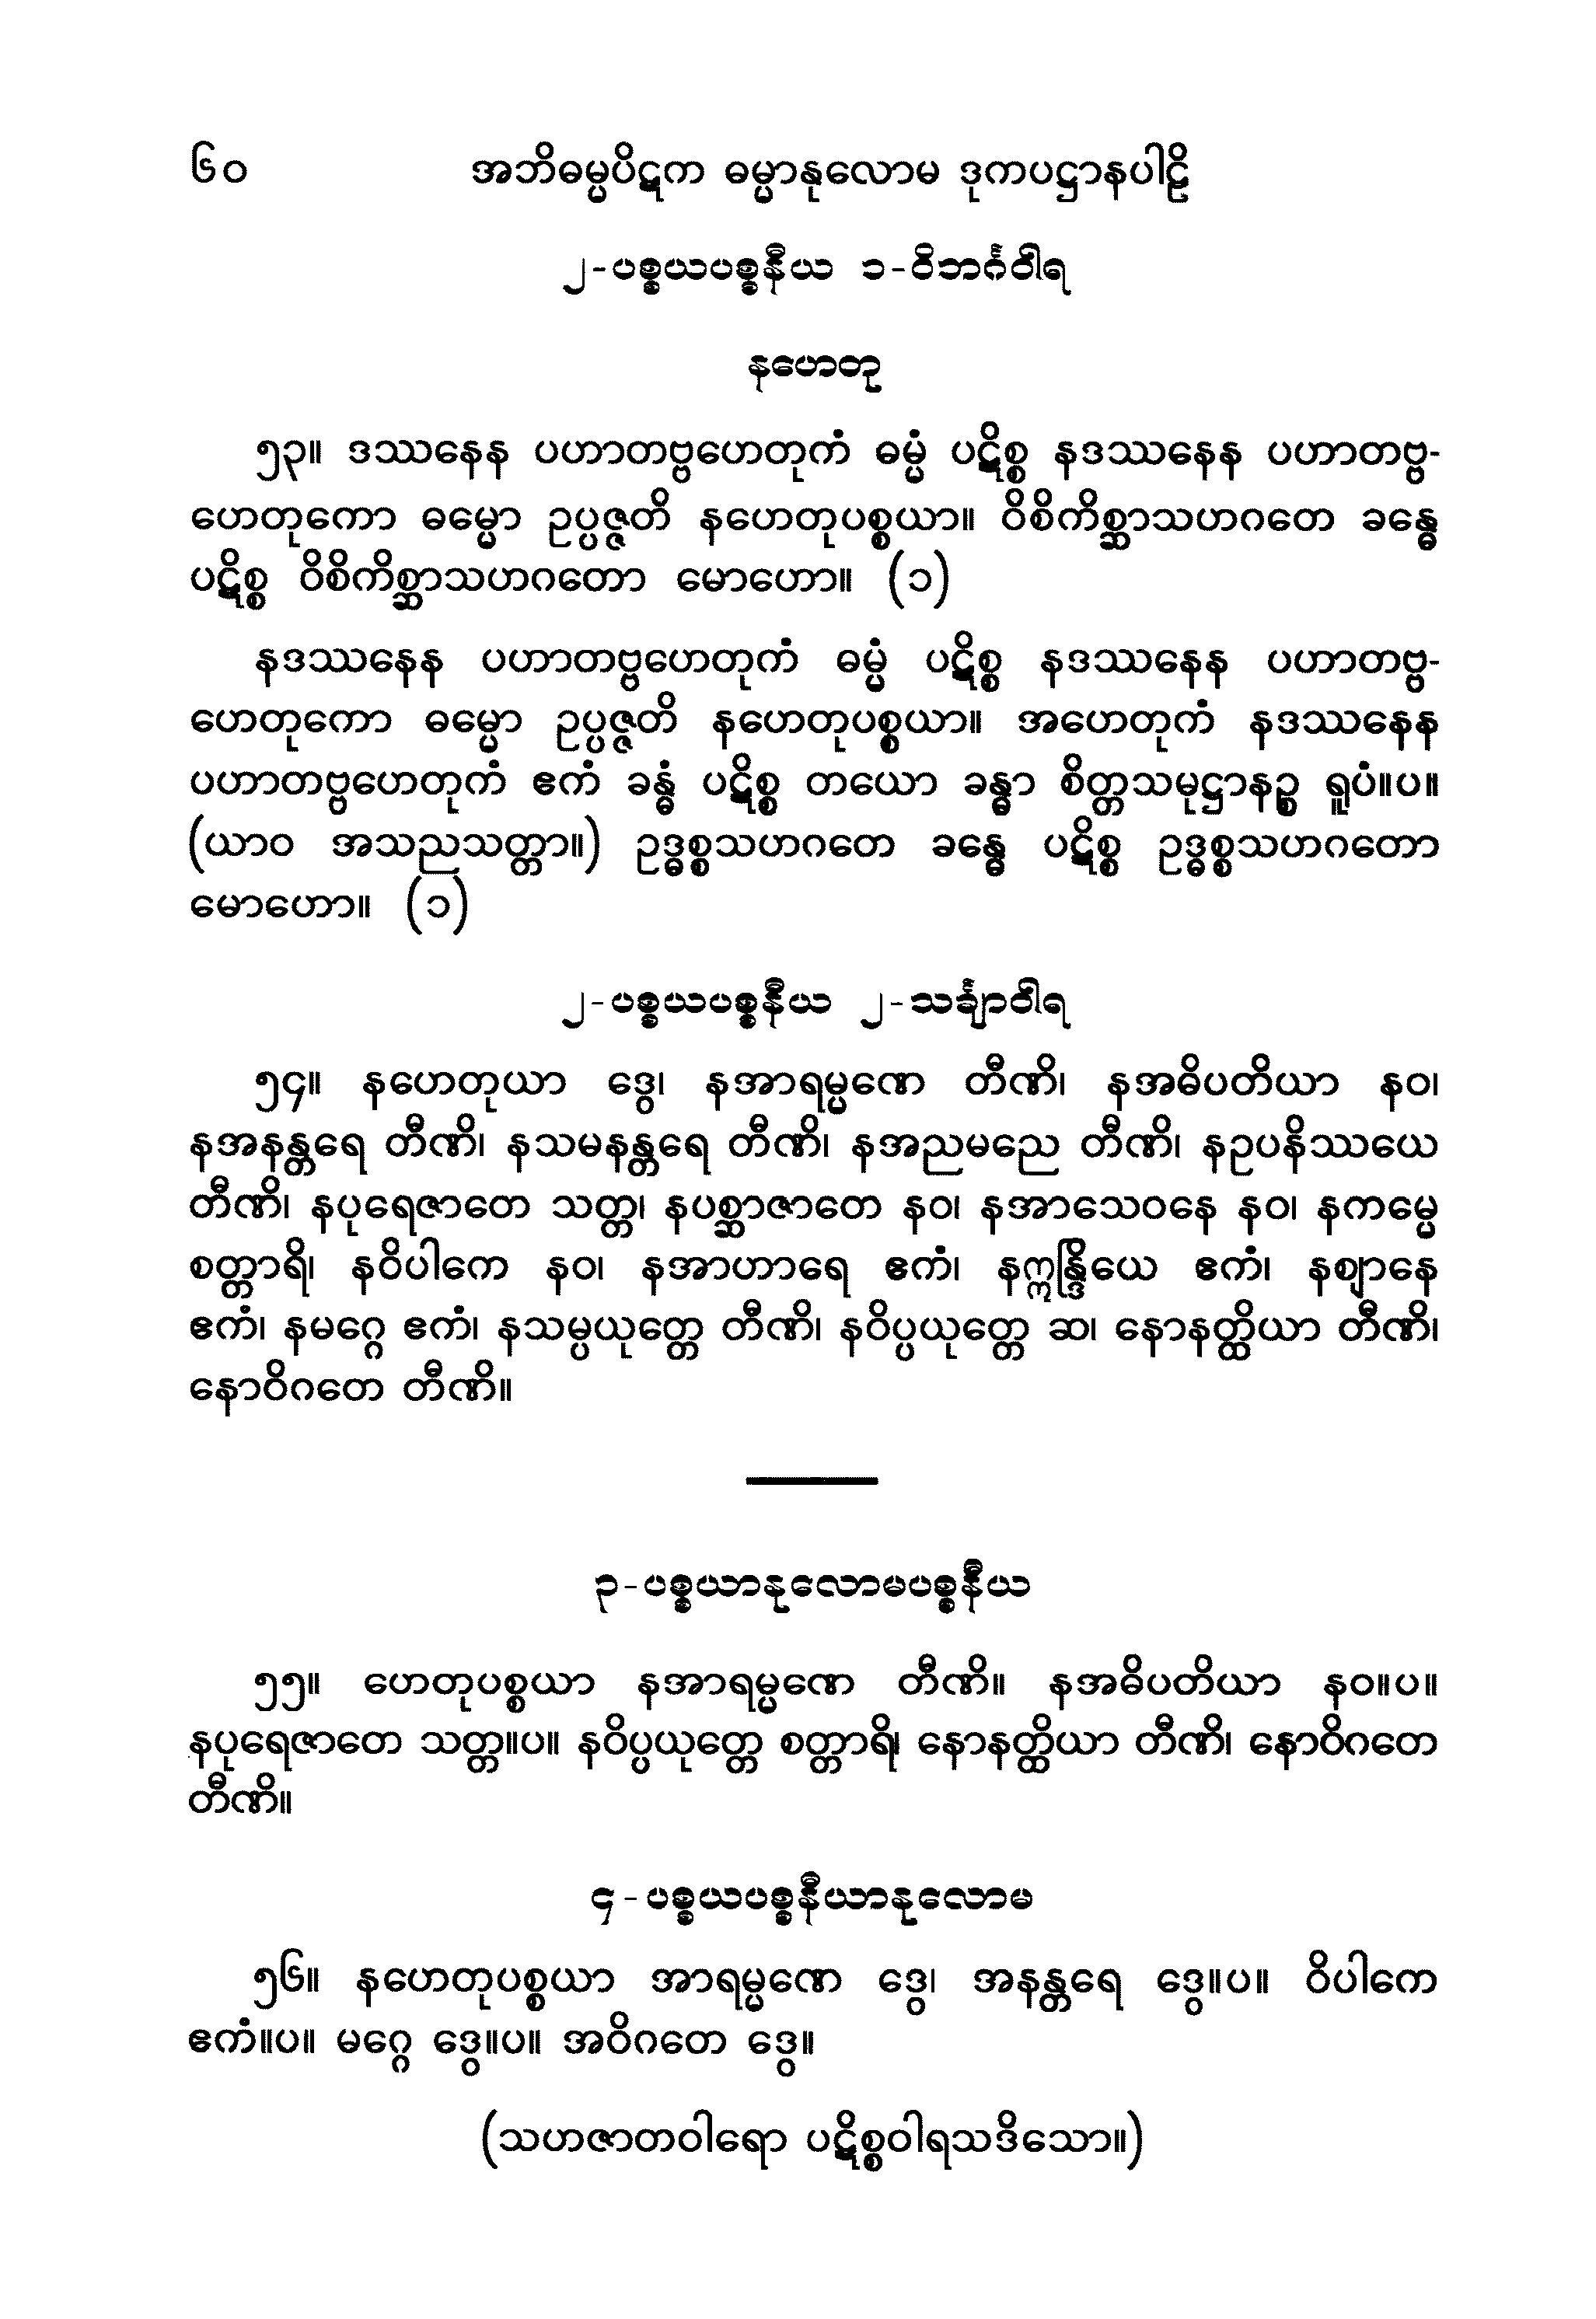 ၆၀ အဘိဓမ္မပိဋက ဓမ္မာနုလောမ ဒုကပဋ္ဌာနပါဠိ
၂-ပစ္စယပစ္စနီယ ၁-ဝိဘင်္ဂဝါရ
နဟေတု
၅၃။ ဒဿနေန ပဟာတဗ္ဗဟေတုကံ ဓမ္မံ ပဋိစ္စ နဒဿနေန ပဟာတဗ္ဗ-
ဟေတုကော ဓမ္မော ဥပ္ပဇ္ဇတိ နဟေတုပစ္စယာ။ ဝိစိကိစ္ဆာသဟဂတေ ခန္ဓေ
ပဋိစ္စ ဝိစိကိစ္ဆာသဟဂတော မောဟော။ (၁)
နဒဿနေန ပဟာတဗ္ဗဟေတုကံ ဓမ္မံ ပဋိစ္စ နဒဿနေန ပဟာတဗ္ဗ-
ဟေတုကော ဓမ္မော ဥပ္ပဇ္ဇတိ နဟေတုပစ္စယာ။ အဟေတုကံ နဒဿနေန
ပဟာတဗ္ဗဟေတုကံ ဧကံ ခန္ဓံ ပဋိစ္စ တယော ခန္ဓာ စိတ္တသမုဋ္ဌာနဉ္စ ရူပံ။ပ။
(ယာဝ အသညသတ္တာ။) ဥဒ္ဓစ္စသဟဂတေ ခန္ဓေ ပဋိစ္စ ဥဒ္ဓစ္စသဟဂတော
မောဟော။ (၁)
၂-ပစ္စယပစ္စနီယ ၂-သင်္ချာဝါရ
၅၄။ နဟေတုယာ ဒွေ၊ နအာရမ္မဏေ တီဏိ၊ နအဓိပတိယာ နဝ၊
နအနန္တရေ တီဏိ၊ နသမနန္တရေ တီဏိ၊ နအညမညေ တီဏိ၊ နဥပနိဿယေ
တီဏိ၊ နပုရေဇာတေ သတ္တ၊ နပစ္ဆာဇာတေ နဝ၊ နအာသေဝနေ နဝ၊ နကမ္မေ
စတ္တာရိ၊ နဝိပါကေ နဝ၊ နအာဟာရေ ဧကံ၊ နဣန္ဒြိယေ ဧကံ၊ နဈာနေ
ဧကံ၊ နမဂ္ဂေ ဧကံ၊ နသမ္ပယုတ္တေ တီဏိ၊ နဝိပ္ပယုတ္တေ ဆ၊ နောနတ္ထိယာ တီဏိ၊
နောဝိဂတေ တီဏိ။
၃-ပစ္စယာနုလောမပစ္စနီယ
၅၅။ ဟေတုပစ္စယာ နအာရမ္မဏေ တီဏိ။ နအဓိပတိယာ နဝ။ပ။
နပုရေဇာတေ သတ္တ။ပ။ နဝိပ္ပယုတ္တေ စတ္တာရိ၊ နောနတ္ထိယာ တီဏိ၊ နောဝိဂတေ
တီဏိ။
၄-ပစ္စယပစ္စနီယာနုလောမ
၅၆။ နဟေတုပစ္စယာ အာရမ္မဏေ ဒွေ၊ အနန္တရေ ဒွေ။ပ။ ဝိပါကေ
ဧကံ။ပ။ မဂ္ဂေ ဒွေ။ပ။ အဝိဂတေ ဒွေ။
(သဟဇာတဝါရော ပဋိစ္စဝါရသဒိသော။)